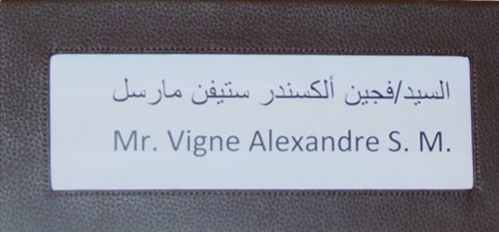 السيد/فجين ألكسندر ستيفن مارسل
Mr. Vigne Alexandre S. M.